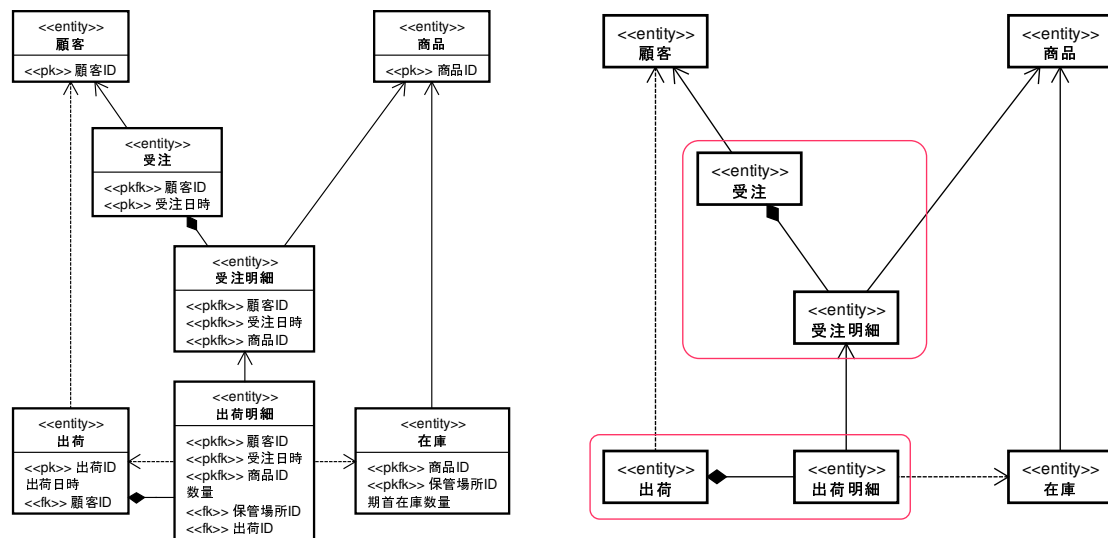 <<entity>>
顧客
<<pk>> 顧客ID
<<entity>>
商品
<<pk>> 商品ID
<<entity>>
受注
<<pkfk>> 顧客ID
<<pk>> 受注日時
<<entity>>
受注明細
<<pkfk>> 顧客ID
<<pkfk>> 受注日時
<<pkfk>> 商品ID
<<entity>>
出荷
<<pk>> 出荷ID
出荷日時
<<fk>> 顧客ID
<<entity>>
出荷明細
<<pkfk>> 顧客ID
<<pkfk>> 受注日時
<<pkfk>> 商品ID
数量
<<fk>> 保管場所ID
<<fk>> 出荷ID
<<entity>>
在庫
<<pkfk>> 商品ID
<<pkfk>> 保管場所ID
期首在庫数量
<<entity>>
顧客
<<entity>>
商品
<<entity>>
受注
<<entity>>
受注明細
<<entity>>
出荷
<<entity>>
出荷明細
<<entity>>
在庫